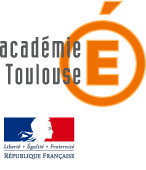 académie
Toulouse
É
Liberté • Égalité • Fraternité
RÉPUBLIQUE FRANÇAISE